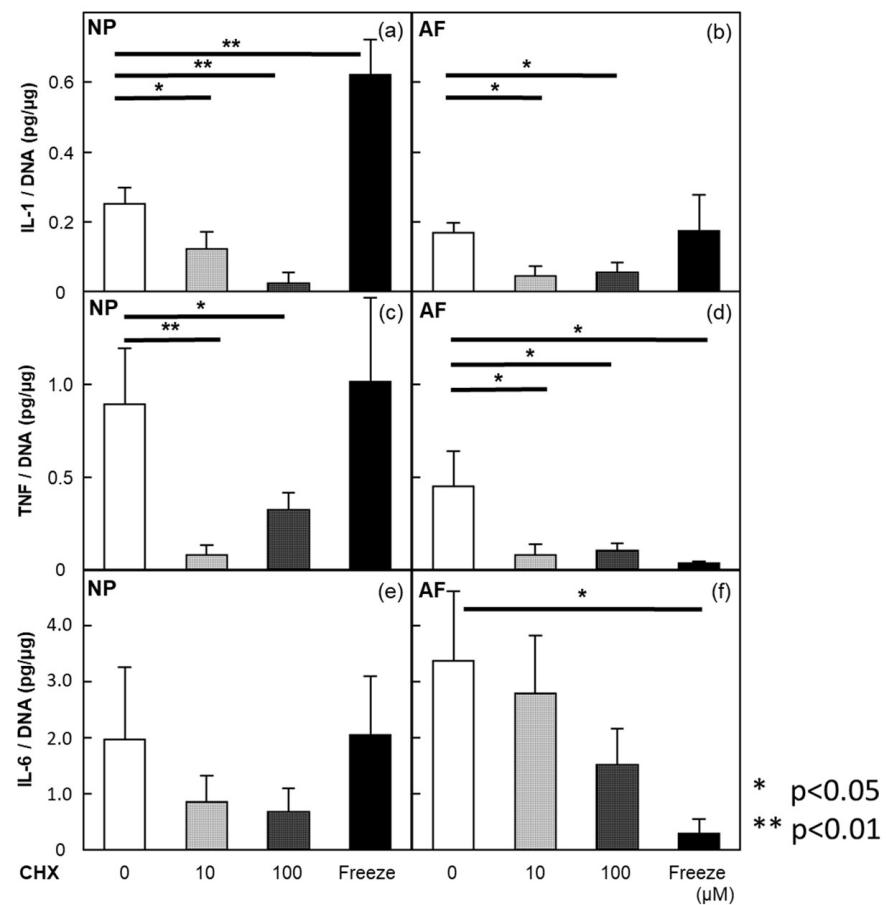 NP (a)
** 
** 
*
0.6
0.4
0.2
0
IL-1 / DNA (pg/µg)
AF (b)
*
*
NP (c)
*
**
1.0
0.5
0
TNF / DNA (pg/µg)
AF (d)
*
*
*
NP (e)
4.0
3.0
2.0
1.0
0
IL-6 / DNA (pg/µg)
AF (f)
*
* p<0.05
** p<0.01
CHX 0 10 100 Freeze 0 10 100 Freeze
(µM)